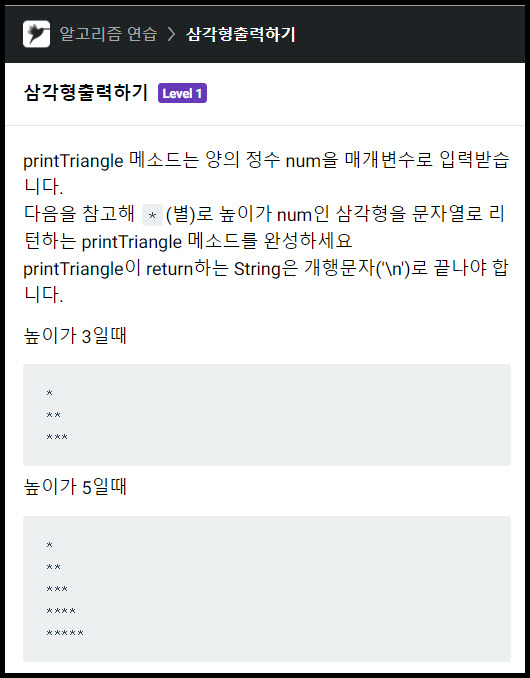 알고리즘 연습 > 삼각형출력하기
삼각형출력하기 Level 1
printTriangle 메소드는 양의 정수 num을 매개변수로 입력받습
니다.
다음을 참고해 *(별)로 높이가 num인 삼각형을 문자열로 리
턴하는 printTriangle 메소드를 완성하세요
printTriangle이 return하는 String은 개행문자('\n')로 끝나야 합
니다.
높이가 3일때
*
**
***
높이가 5일때
*
**
***
****
*****